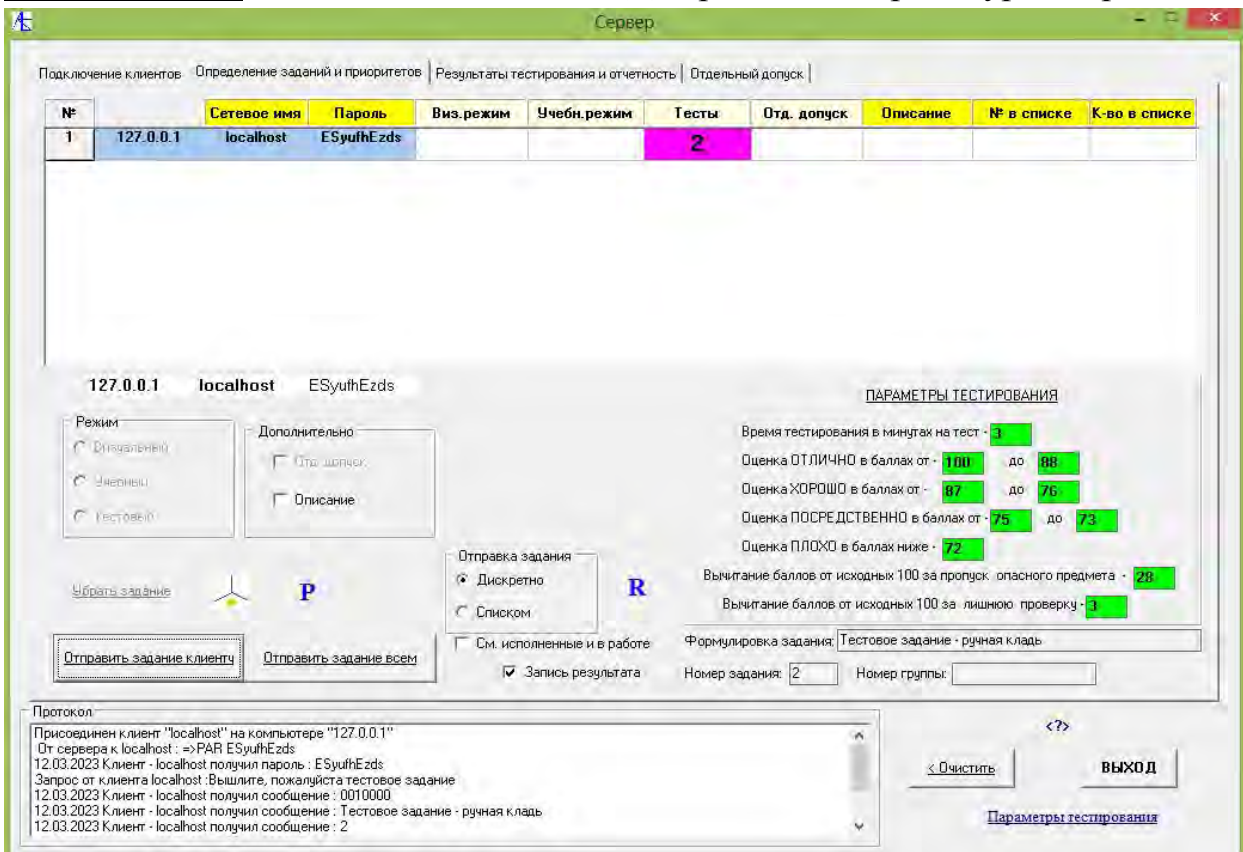 Сервер
Подключение клиентов Определение заданий и приоритетов Результаты тестирования и отчетность Отдельный допуск
№ Сетевое имя Пароль Виз.режим Учебн.режим Тесты Отд. допуск Описание № в списке К-во в списке
1 127.0.0.1 localhost ESyufhEzds 2
127.0.0.1 localhost ESyufhEzds
ПАРАМЕТРЫ ТЕСТИРОВАНИЯ
Режим
Визуальный
Учебный
Тестовый
Дополнительно
Отд. допуск
Описание
Время тестирования в минутах на тест - 3
Оценка ОТЛИЧНО в баллах от - 100 до 88
Оценка ХОРОШО в баллах от - 87 до 76
Оценка ПОСРЕДСТВЕННО в баллах от - 75 до 73
Оценка ПЛОХО в баллах ниже - 72
Вычитание баллов от исходных 100 за пропуск опасного предмета - 28
Вычитание баллов от исходных 100 за лишнюю проверку - 3
Убрать задание P
Отправка задания
Дискретно
Списком
R
См. исполненные и в работе
Запись результата
Отправить задание клиенту Отправить задание всем
Формулировка задания: Тестовое задание - ручная кладь
Номер задания: 2 Номер группы:
Протокол
Присоединен клиент "localhost" на компьютере "127.0.0.1"
От сервера к localhost : =>PAR ESyufhEzds
12.03.2023 Клиент - localhost получил пароль : ESyufhEzds
Запрос от клиента localhost :Вышлите, пожалуйста тестовое задание
12.03.2023 Клиент - localhost получил сообщение : 0010000
12.03.2023 Клиент - localhost получил сообщение : Тестовое задание - ручная кладь
12.03.2023 Клиент - localhost получил сообщение : 2
<?>
< Очистить ВЫХОД
Параметры тестирования